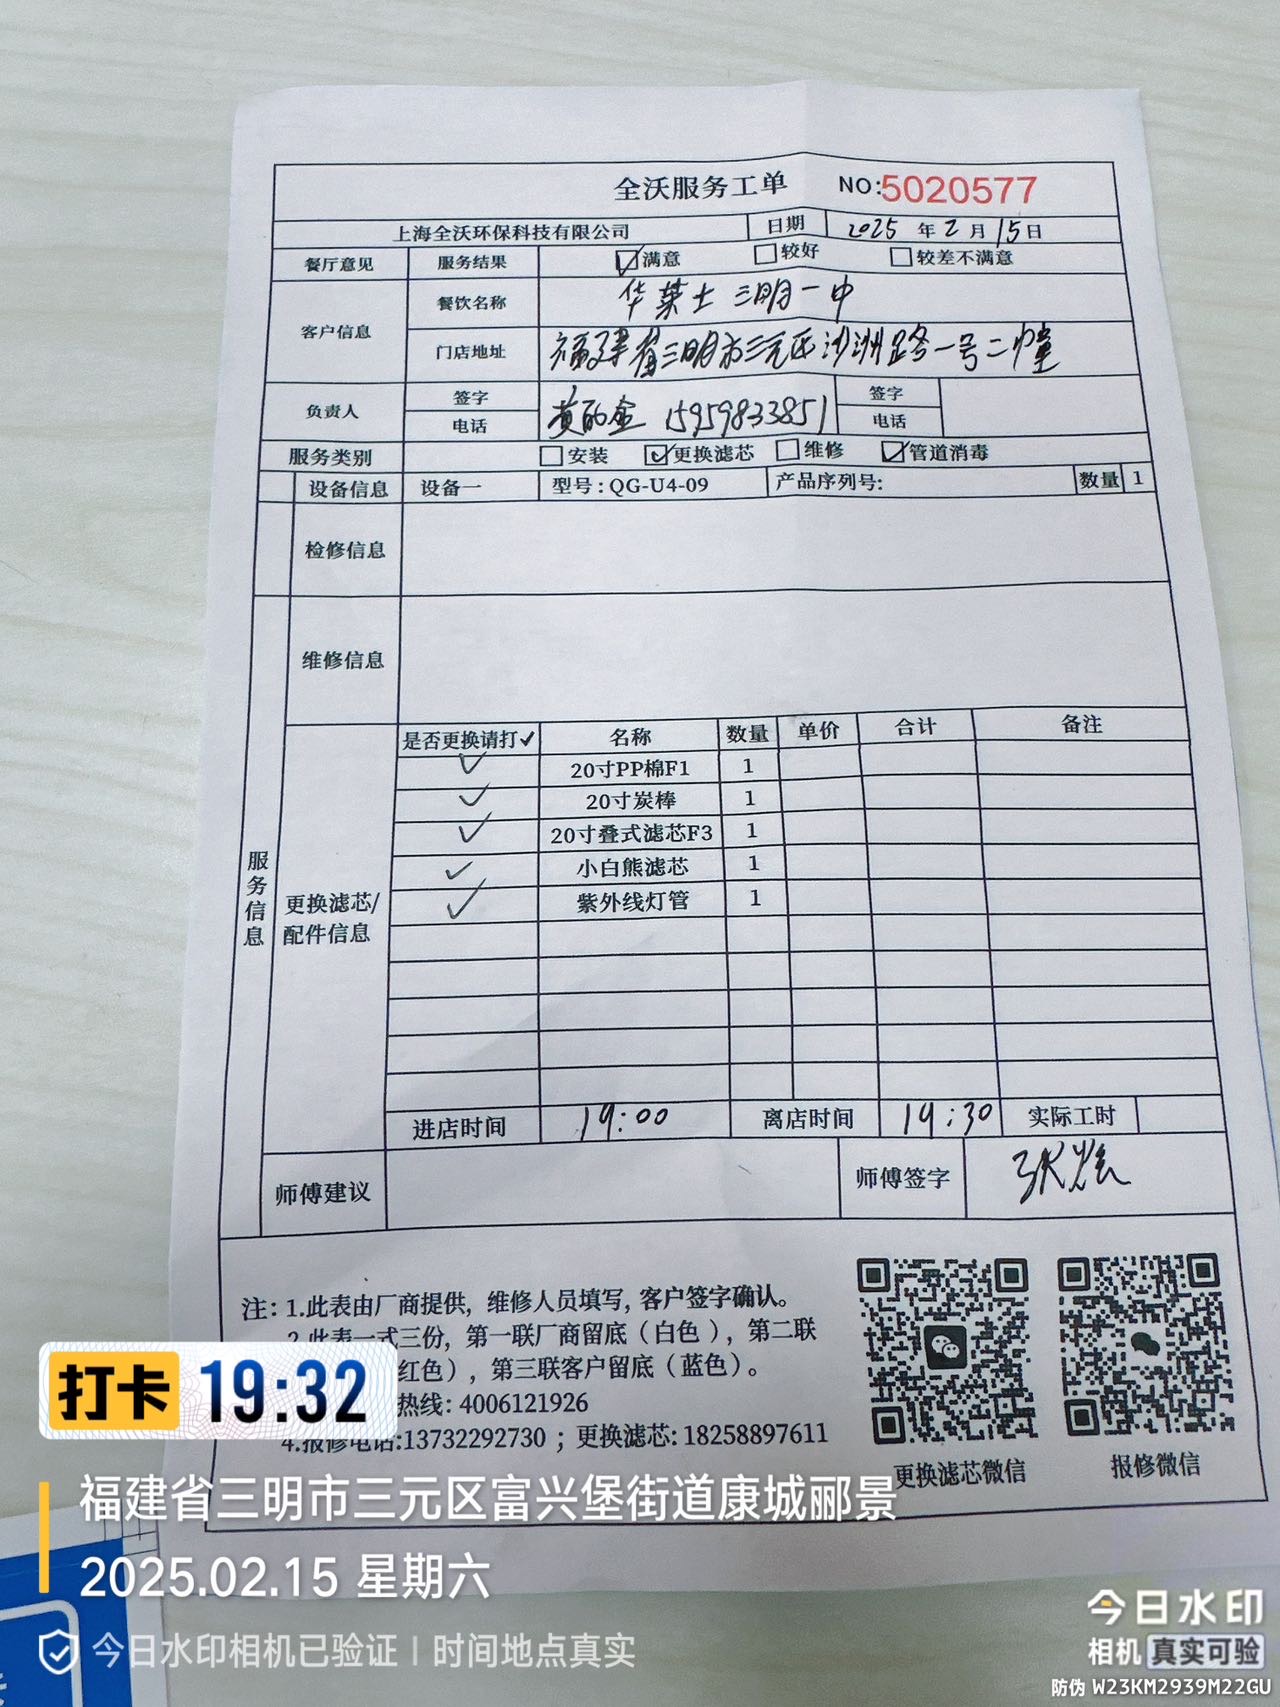 全沃服务工单 NO:5020577
上海全沃环保科技有限公司 日期 2025 年 2 月 15 日
餐厅意见 服务结果 ☑满意 ☐较好 ☐较差不满意
客户信息 餐饮名称 华莱士 三明一中
门店地址 福建省三明市三元区沙洲路一号二幢
负责人 签字 电话 黄 金 15959833851 签字 电话
服务类别 ☐安装 ☑更换滤芯 ☐维修 ☑管道消毒
设备信息 设备一 型号：QG-U4-09 产品序列号: 数量 1
检修信息
维修信息
服务信息
更换滤芯/配件信息
是否更换请打✓ 名称 数量 单价 合计 备注
✓ 20寸PP棉F1 1
✓ 20寸炭棒 1
✓ 20寸叠式滤芯F3 1
✓ 小白熊滤芯 1
✓ 紫外线灯管 1
进店时间 19:00 离店时间 19:30 实际工时
师傅建议 师傅签字 张
注：1.此表由厂商提供，维修人员填写，客户签字确认。
2.此表一式三份，第一联厂商留底（白色），第二联
红色），第三联客户留底（蓝色）。
热线：4006121926
4.报修电话:13732292730 ；更换滤芯: 18258897611
更换滤芯微信 报修微信
打卡 19:32
福建省三明市三元区富兴堡街道康城郦景
2025.02.15 星期六
今日水印相机已验证 | 时间地点真实
今日水印
相机 真实可验
防伪 W23KM2939M22GU